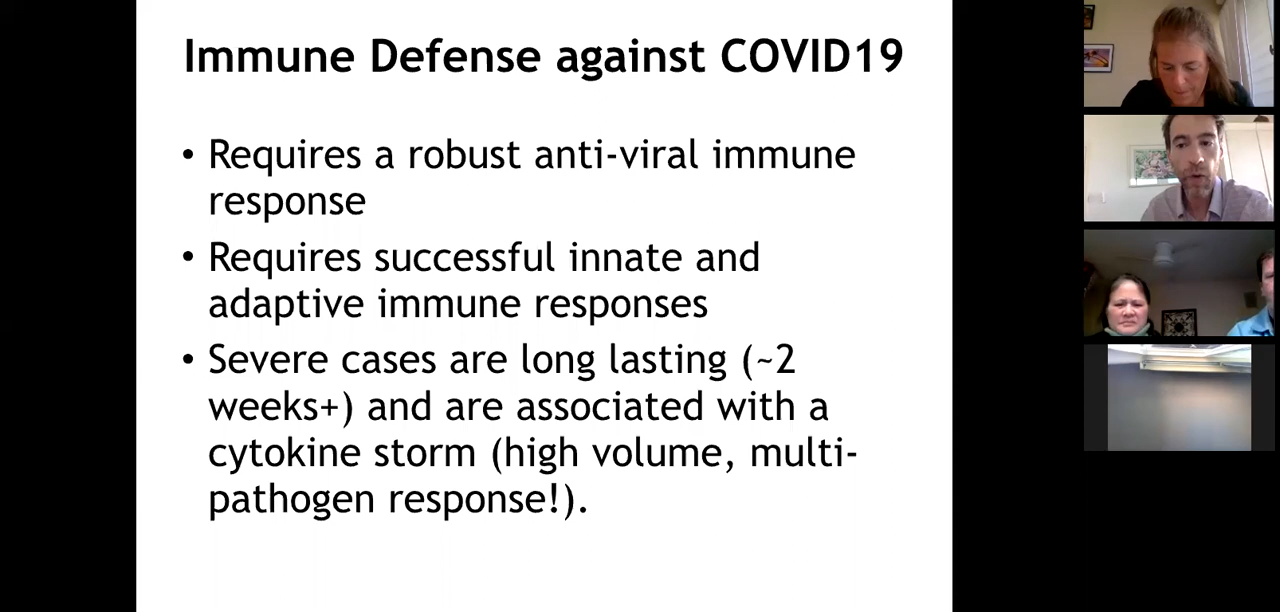 Immune Defense against COVID19
• Requires a robust anti-viral immune
response
• Requires successful innate and
adaptive immune responses
• Severe cases are long lasting (~2
weeks+) and are associated with a
cytokine storm (high volume, multi-
pathogen response!).